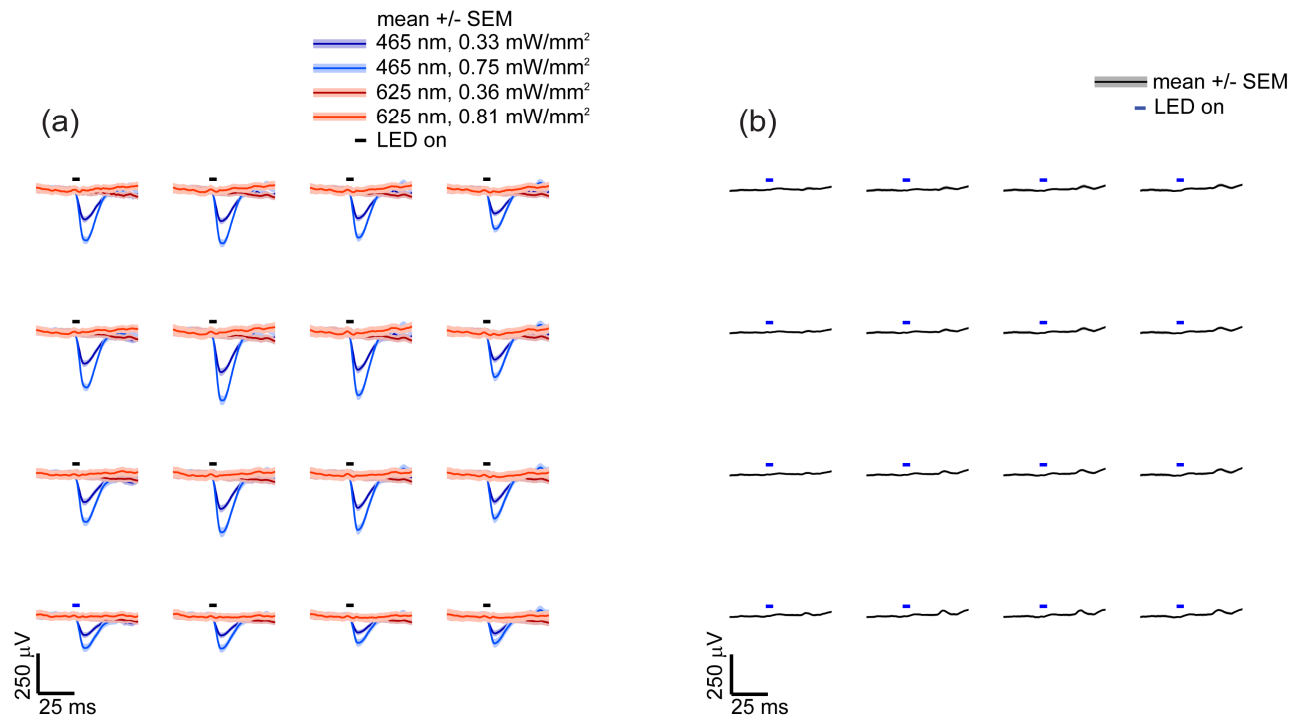 mean +/- SEM
465 nm, 0.33 mW/mm²
465 nm, 0.75 mW/mm²
625 nm, 0.36 mW/mm²
625 nm, 0.81 mW/mm²
LED on
(a)
250 μV
25 ms
mean +/- SEM
LED on
(b)
250 μV
25 ms